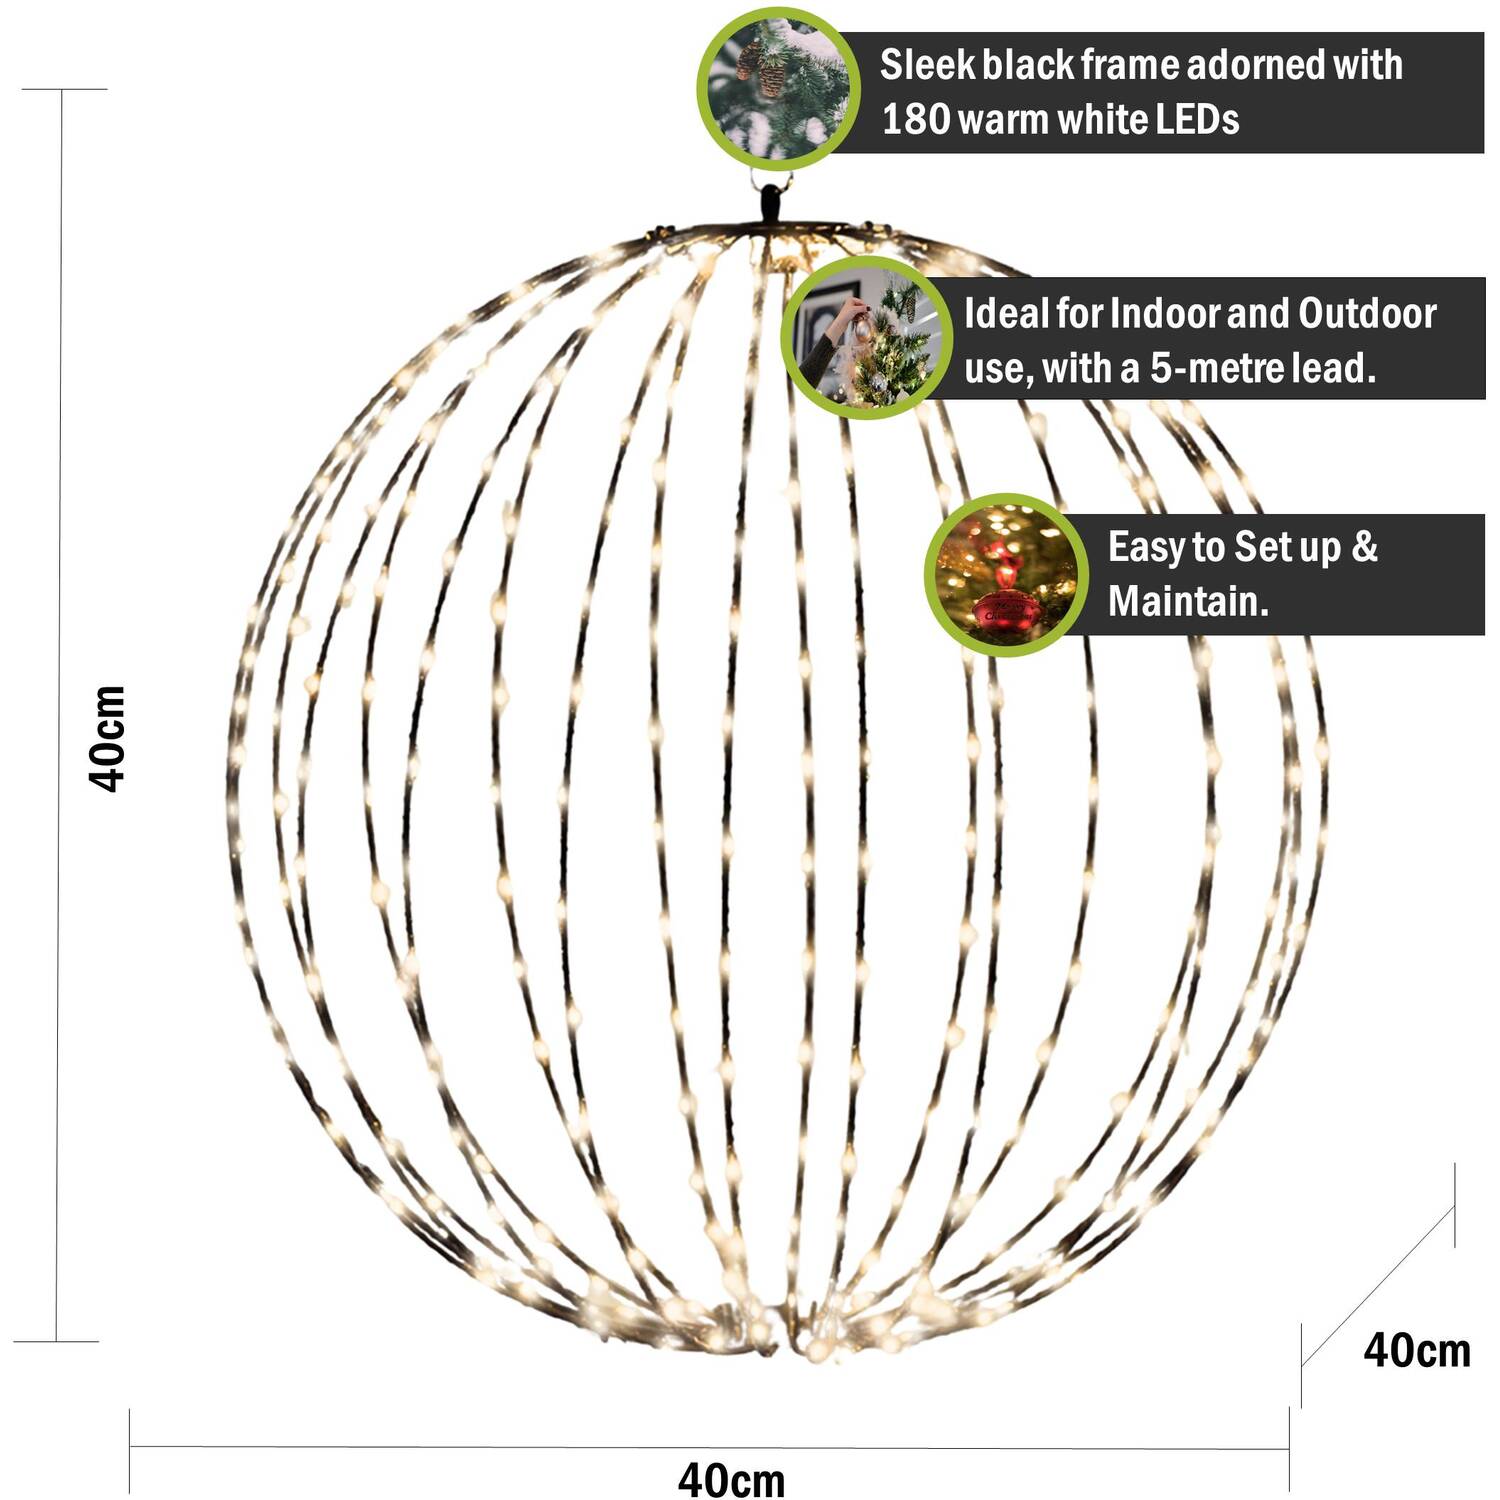 Sleek black frame adorned with
180 warm white LEDs
Ideal for Indoor and Outdoor
use, with a 5-metre lead.
Easy to Set up &
Maintain.
40cm
40cm
40cm